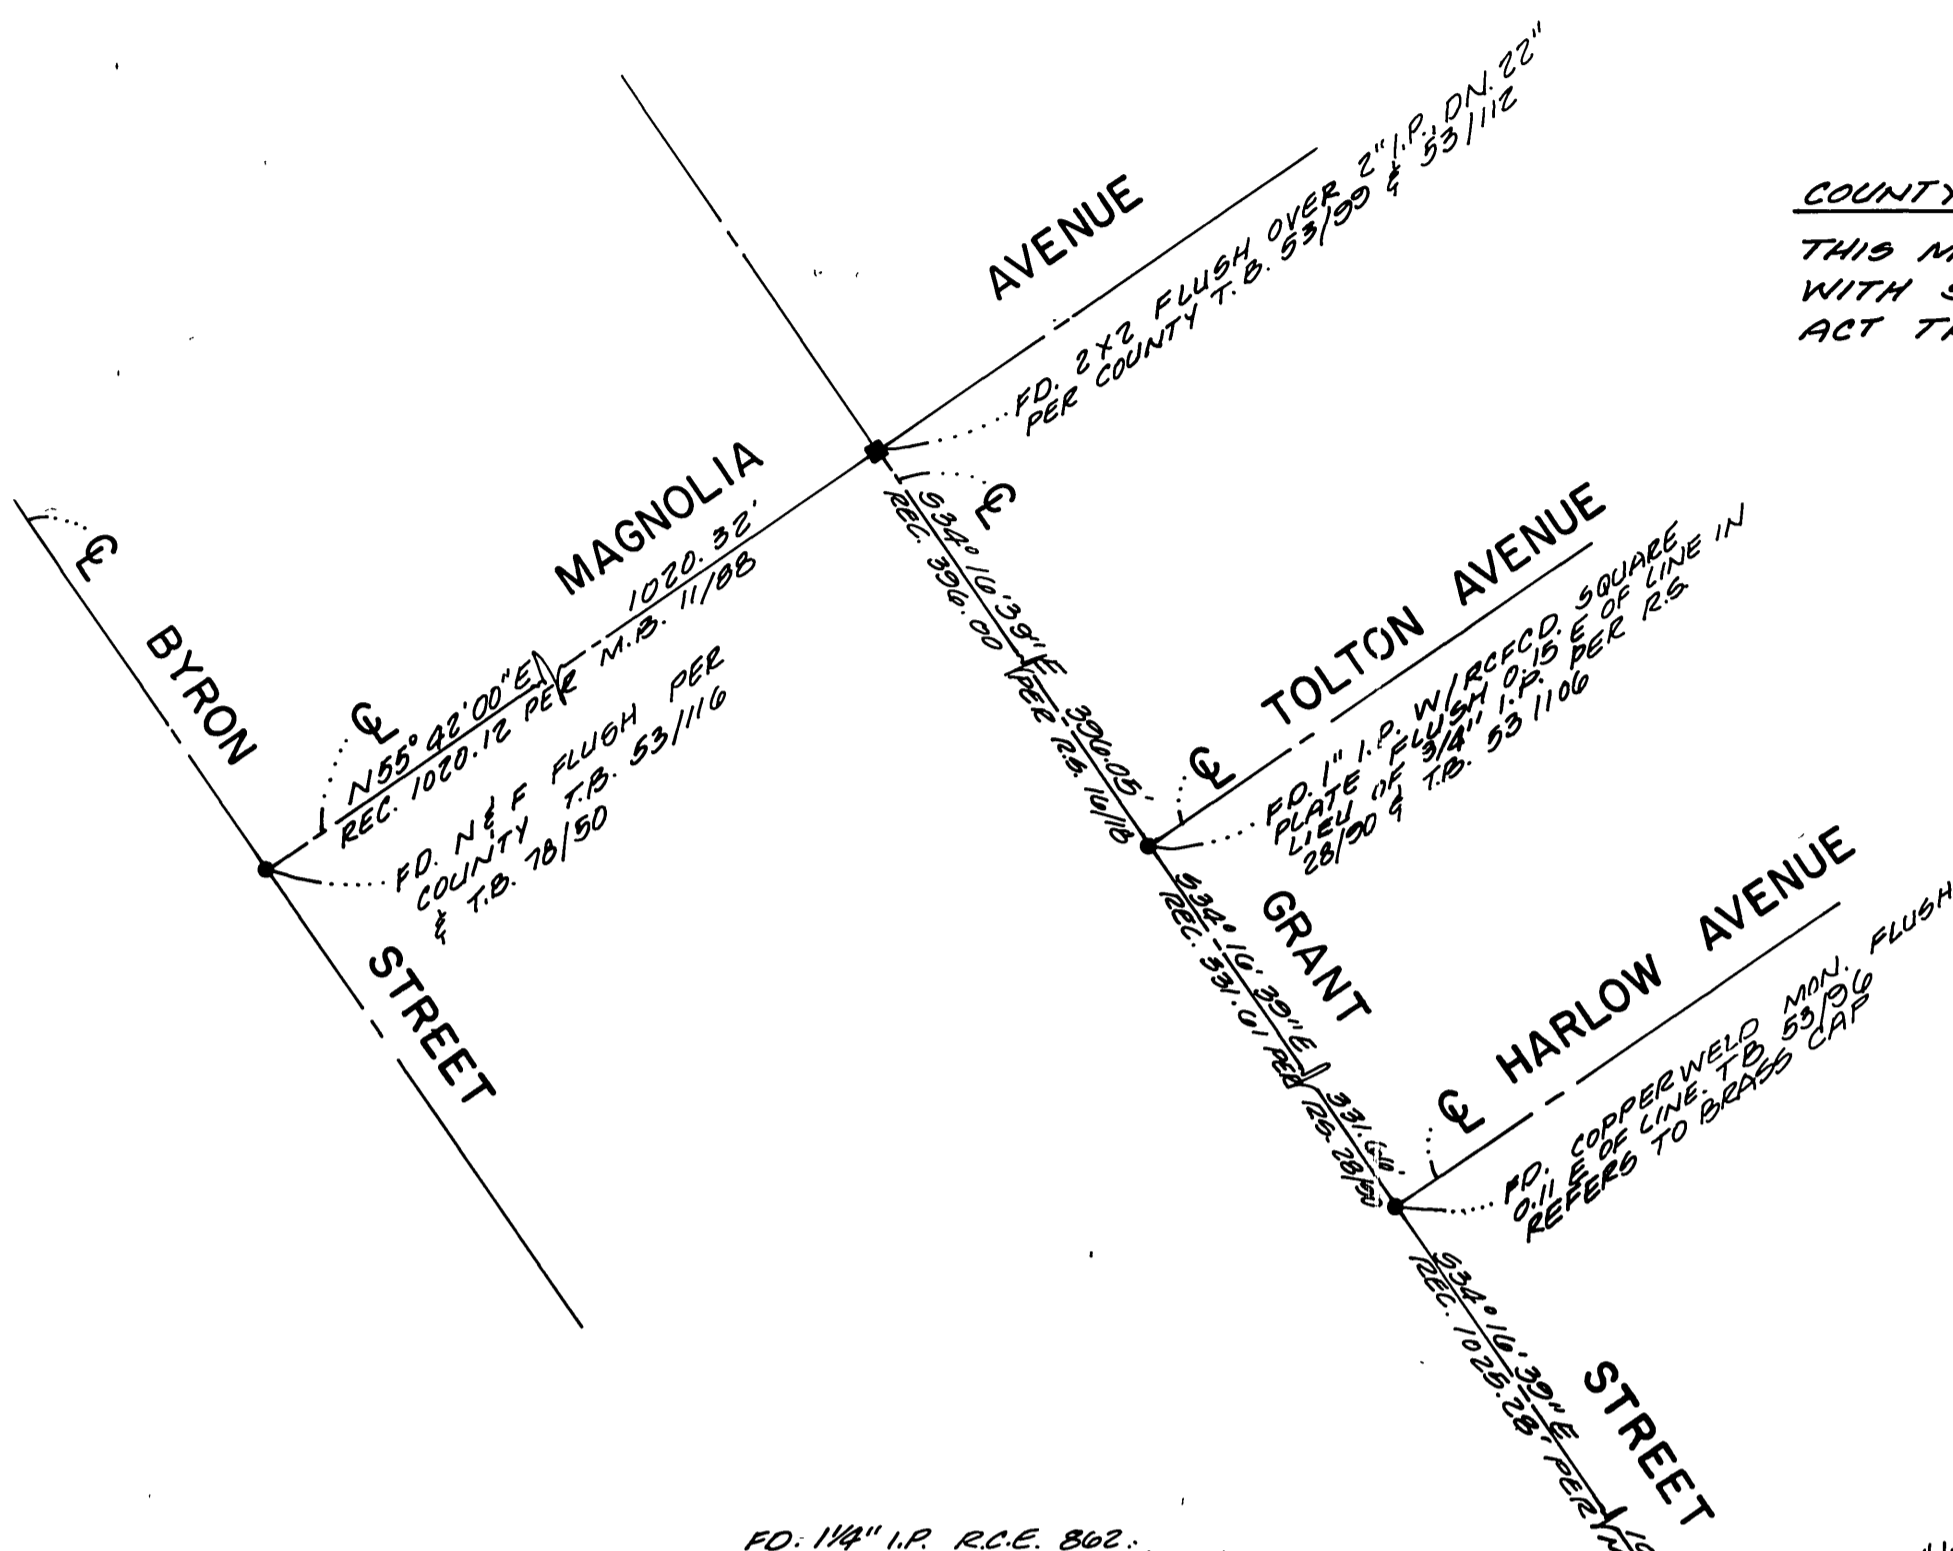 COUNTY
THIS
WITH
ACT
AVENUE
FD. 2X2 FLUSH OVER 2" I.P. DN. 22"
PER COUNTY T.B. 53/99 & 53/112
MAGNOLIA
1020.32'
M.B. 11/88
N55°42'00"E
REC. 1020.12 PER
℄
BYRON
STREET
℄
FD. N & F FLUSH PER
COUNTY T.B. 53/116
& T.B. 78/50
℄
S34°16'39"E 396.05'
REC. 396.00 PER R.S. 16/18
TOLTON AVENUE
℄
FD. 1" I.P. W/RCFCD. SQUARE
PLATE FLUSH 0.15 E OF LINE IN
LIEU OF 3/4" I.P. PER R.S.
28/90 & T.B. 53/106
GRANT
STREET
S34°16'39"E
REC. 331.61 PER R.S.
HARLOW AVENUE
℄
FD. COPPERWELD MON. FLUSH
0.11 E OF LINE. T.B. 53/96
REFERS TO BRASS CAP
S34°16'39"E
REC. 1025.28' PER
FD. 1¼" I.P. R.C.E. 862